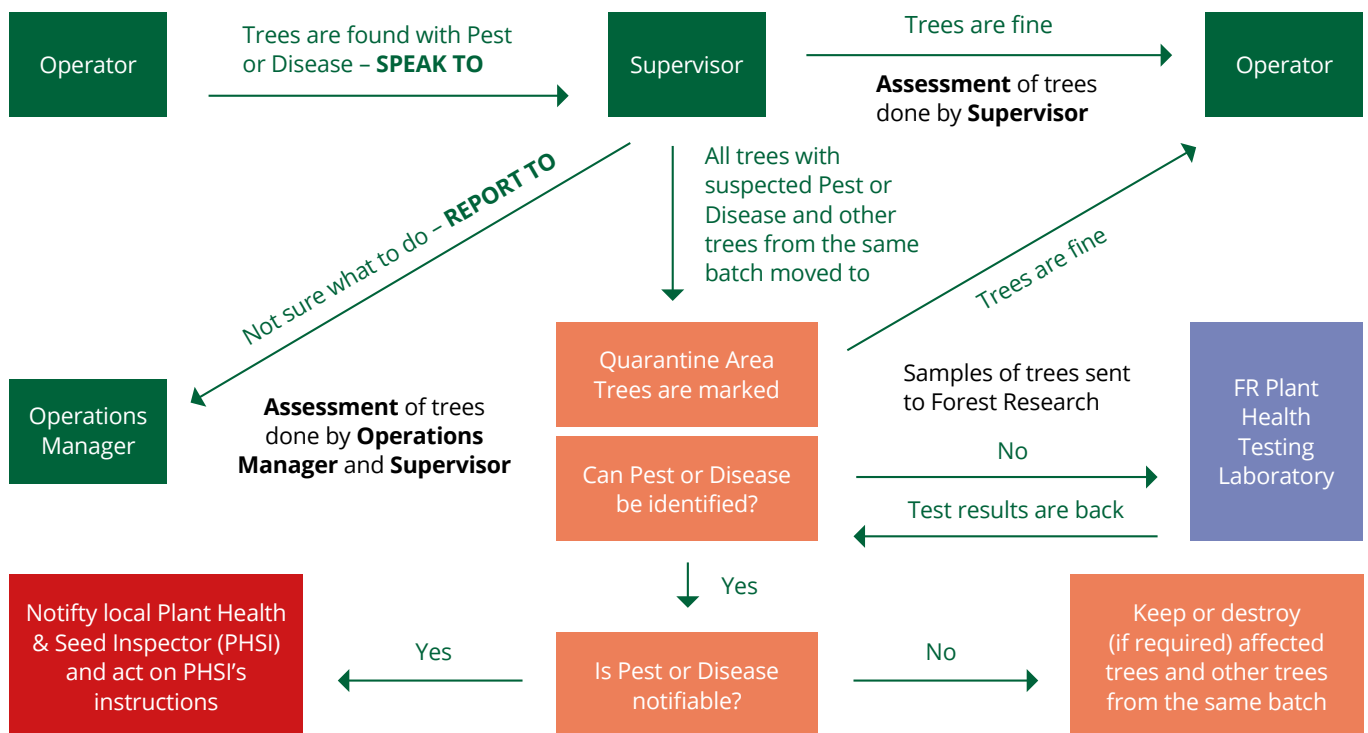 Operator
Trees are found with Pest
or Disease – SPEAK TO
Supervisor
Trees are fine
Assessment of trees
done by Supervisor
Operator
Not sure what to do – REPORT TO
All trees with
suspected Pest or
Disease and other
trees from the same
batch moved to
Trees are fine
Operations
Manager
Assessment of trees
done by Operations
Manager and Supervisor
Quarantine Area
Trees are marked
Can Pest or Disease
be identified?
Samples of trees sent
to Forest Research
No
Test results are back
FR Plant
Health
Testing
Laboratory
Yes
Notifty local Plant Health
& Seed Inspector (PHSI)
and act on PHSI’s
instructions
Yes
Is Pest or Disease
notifiable?
No
Keep or destroy
(if required) affected
trees and other trees
from the same batch